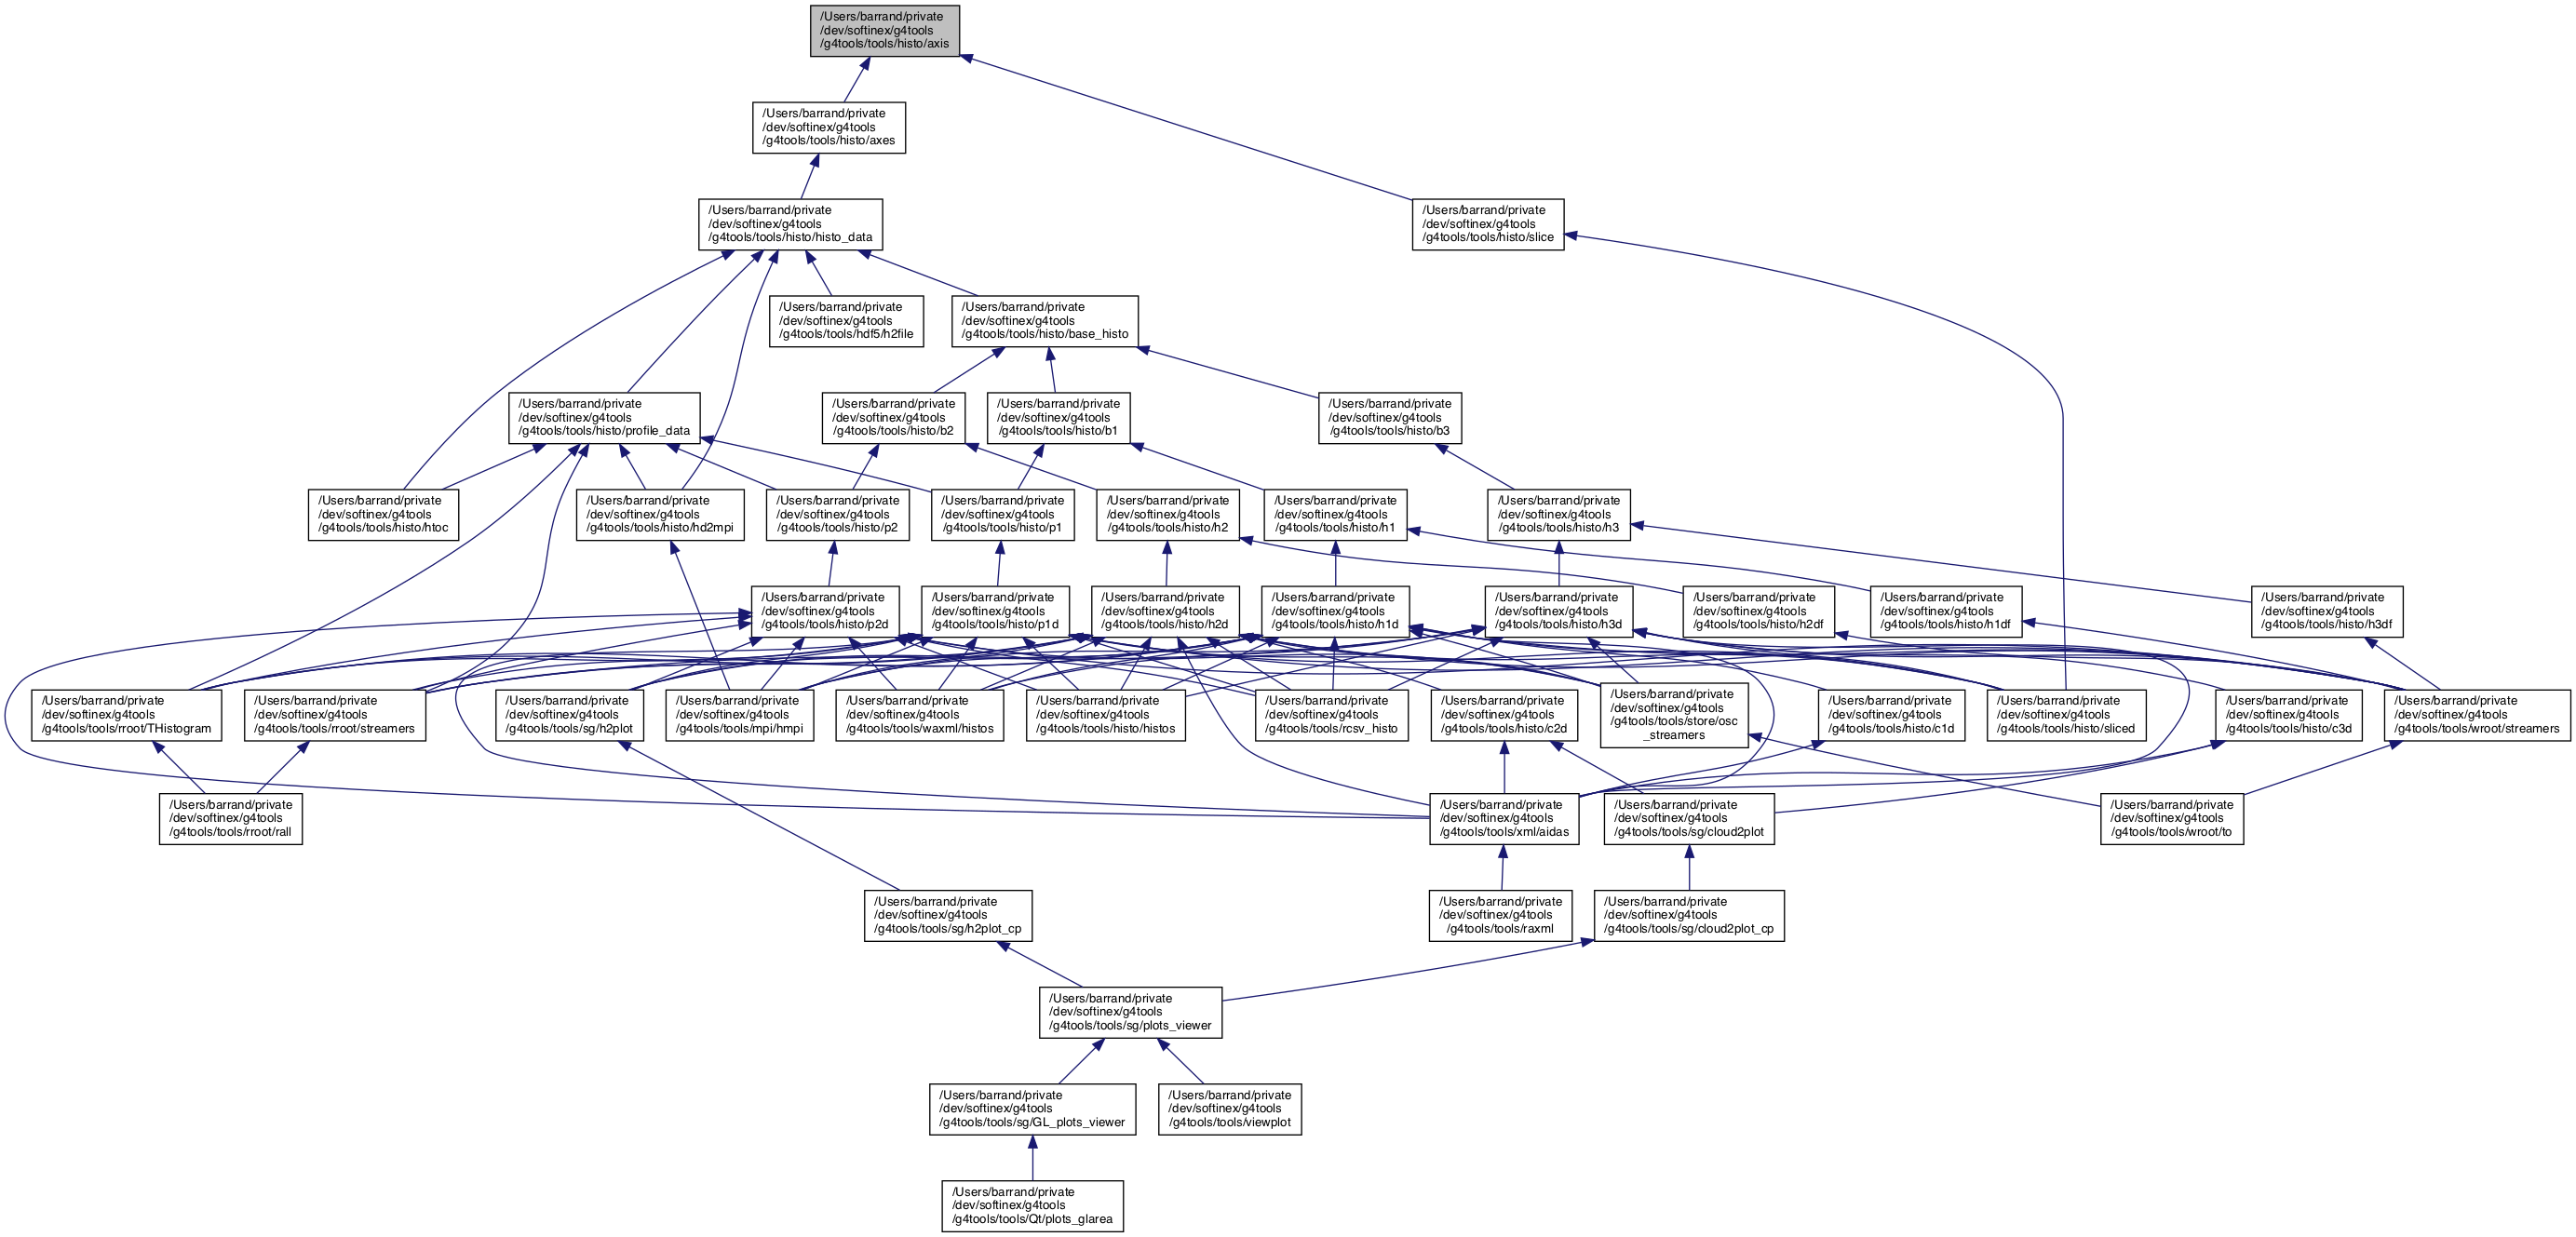 /Users/barrand/private
/dev/softinex/g4tools
/g4tools/tools/histo/axis
/Users/barrand/private
/dev/softinex/g4tools
/g4tools/tools/histo/axes
/Users/barrand/private
/dev/softinex/g4tools
/g4tools/tools/histo/histo_data
/Users/barrand/private
/dev/softinex/g4tools
/g4tools/tools/histo/slice
/Users/barrand/private
/dev/softinex/g4tools
/g4tools/tools/hdf5/h2file
/Users/barrand/private
/dev/softinex/g4tools
/g4tools/tools/histo/base_histo
/Users/barrand/private
/dev/softinex/g4tools
/g4tools/tools/histo/profile_data
/Users/barrand/private
/dev/softinex/g4tools
/g4tools/tools/histo/b2
/Users/barrand/private
/dev/softinex/g4tools
/g4tools/tools/histo/b1
/Users/barrand/private
/dev/softinex/g4tools
/g4tools/tools/histo/b3
/Users/barrand/private
/dev/softinex/g4tools
/g4tools/tools/histo/htoc
/Users/barrand/private
/dev/softinex/g4tools
/g4tools/tools/histo/hd2mpi
/Users/barrand/private
/dev/softinex/g4tools
/g4tools/tools/histo/p2
/Users/barrand/private
/dev/softinex/g4tools
/g4tools/tools/histo/p1
/Users/barrand/private
/dev/softinex/g4tools
/g4tools/tools/histo/h2
/Users/barrand/private
/dev/softinex/g4tools
/g4tools/tools/histo/h1
/Users/barrand/private
/dev/softinex/g4tools
/g4tools/tools/histo/h3
/Users/barrand/private
/dev/softinex/g4tools
/g4tools/tools/histo/p2d
/Users/barrand/private
/dev/softinex/g4tools
/g4tools/tools/histo/p1d
/Users/barrand/private
/dev/softinex/g4tools
/g4tools/tools/histo/h2d
/Users/barrand/private
/dev/softinex/g4tools
/g4tools/tools/histo/h1d
/Users/barrand/private
/dev/softinex/g4tools
/g4tools/tools/histo/h3d
/Users/barrand/private
/dev/softinex/g4tools
/g4tools/tools/histo/h2df
/Users/barrand/private
/dev/softinex/g4tools
/g4tools/tools/histo/h1df
/Users/barrand/private
/dev/softinex/g4tools
/g4tools/tools/histo/h3df
/Users/barrand/private
/dev/softinex/g4tools
/g4tools/tools/rroot/THistogram
/Users/barrand/private
/dev/softinex/g4tools
/g4tools/tools/rroot/streamers
/Users/barrand/private
/dev/softinex/g4tools
/g4tools/tools/sg/h2plot
/Users/barrand/private
/dev/softinex/g4tools
/g4tools/tools/mpi/hmpi
/Users/barrand/private
/dev/softinex/g4tools
/g4tools/tools/waxml/histos
/Users/barrand/private
/dev/softinex/g4tools
/g4tools/tools/histo/histos
/Users/barrand/private
/dev/softinex/g4tools
/g4tools/tools/rcsv_histo
/Users/barrand/private
/dev/softinex/g4tools
/g4tools/tools/histo/c2d
/Users/barrand/private
/dev/softinex/g4tools
/g4tools/tools/store/osc
_streamers
/Users/barrand/private
/dev/softinex/g4tools
/g4tools/tools/histo/c1d
/Users/barrand/private
/dev/softinex/g4tools
/g4tools/tools/histo/sliced
/Users/barrand/private
/dev/softinex/g4tools
/g4tools/tools/histo/c3d
/Users/barrand/private
/dev/softinex/g4tools
/g4tools/tools/wroot/streamers
/Users/barrand/private
/dev/softinex/g4tools
/g4tools/tools/rroot/rall
/Users/barrand/private
/dev/softinex/g4tools
/g4tools/tools/xml/aidas
/Users/barrand/private
/dev/softinex/g4tools
/g4tools/tools/sg/cloud2plot
/Users/barrand/private
/dev/softinex/g4tools
/g4tools/tools/wroot/to
/Users/barrand/private
/dev/softinex/g4tools
/g4tools/tools/sg/h2plot_cp
/Users/barrand/private
/dev/softinex/g4tools
/g4tools/tools/raxml
/Users/barrand/private
/dev/softinex/g4tools
/g4tools/tools/sg/cloud2plot_cp
/Users/barrand/private
/dev/softinex/g4tools
/g4tools/tools/sg/plots_viewer
/Users/barrand/private
/dev/softinex/g4tools
/g4tools/tools/sg/GL_plots_viewer
/Users/barrand/private
/dev/softinex/g4tools
/g4tools/tools/viewplot
/Users/barrand/private
/dev/softinex/g4tools
/g4tools/tools/Qt/plots_glarea